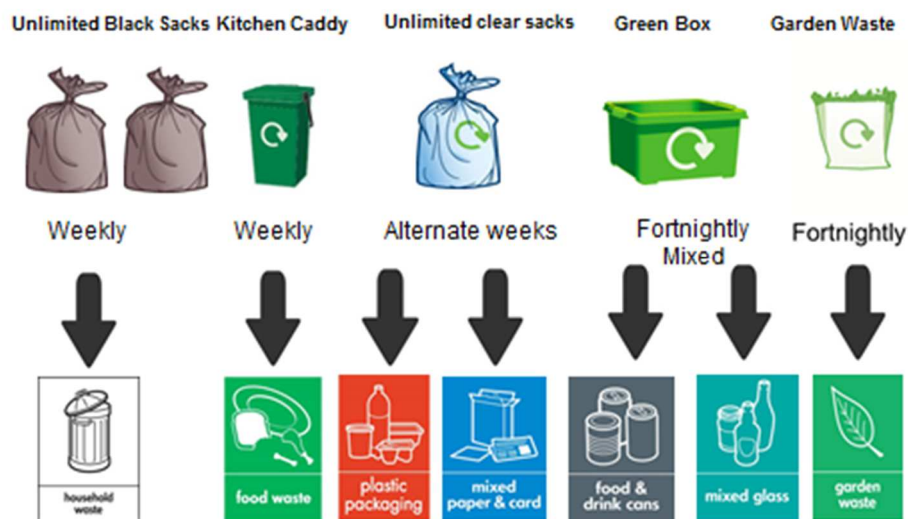 Unlimited Black Sacks
Kitchen Caddy
Unlimited clear sacks
Green Box
Garden Waste
Weekly
Weekly
Alternate weeks
Fortnightly
Mixed
Fortnightly
household
waste
food waste
plastic
packaging
mixed
paper & card
food &
drink cans
mixed glass
garden
waste